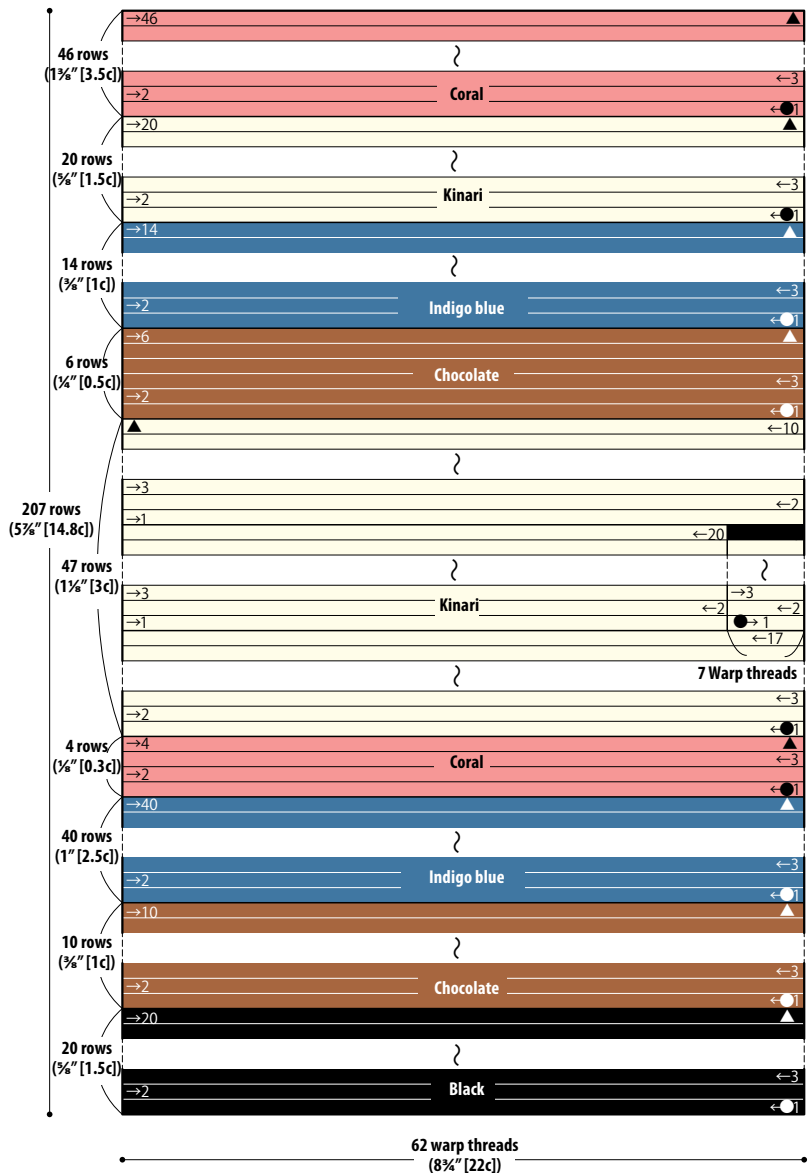 →46
46 rows
(1⅜″ [3.5c])
←3
→2
Coral
←1
→20
20 rows
(⅝″ [1.5c])
←3
→2
Kinari
←1
→14
14 rows
(⅜″ [1c])
←3
→2
Indigo blue
←1
→6
6 rows
(¼″ [0.5c])
Chocolate
←3
→2
←1
←10
→3
←2
→1
207 rows
(5⅞″ [14.8c])
←20
47 rows
(1⅛″ [3c])
→3
→3
Kinari
←2
←2
→1
→1
←17
7 Warp threads
←3
→2
←1
→4
4 rows
(⅛″ [0.3c])
Coral
←3
→2
←1
→40
40 rows
(1″ [2.5c])
←3
→2
Indigo blue
←1
→10
10 rows
(⅜″ [1c])
←3
→2
Chocolate
←1
→20
20 rows
(⅝″ [1.5c])
←3
→2
Black
←1
62 warp threads
(8¾″ [22c])